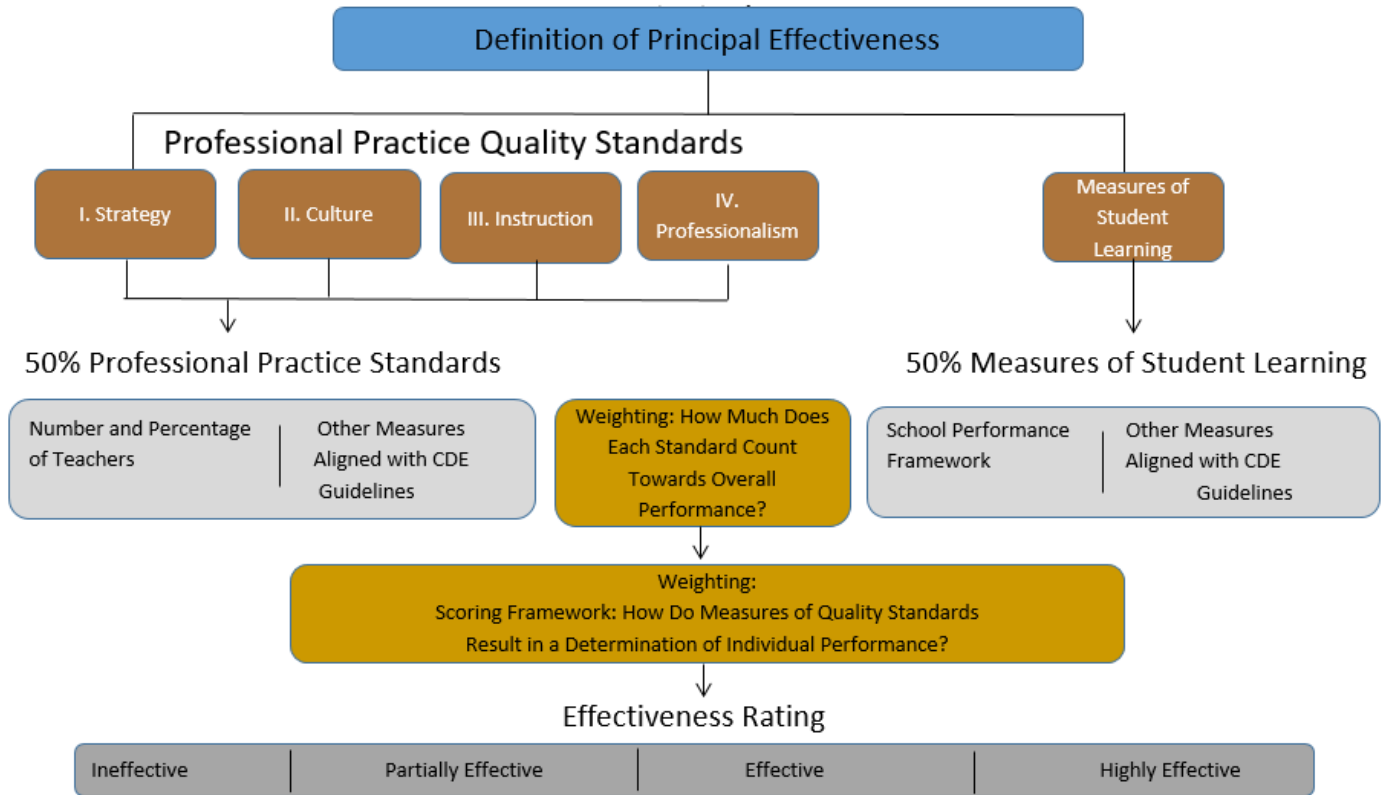 Definition of Principal Effectiveness
Professional Practice Quality Standards
I. Strategy
II. Culture
III. Instruction
IV.
Professionalism
Measures of
Student
Learning
50% Professional Practice Standards
50% Measures of Student Learning
Number and Percentage
of Teachers
Other Measures
Aligned with CDE
Guidelines
Weighting: How Much Does
Each Standard Count
Towards Overall
Performance?
School Performance
Framework
Other Measures
Aligned with CDE
Guidelines
Weighting:
Scoring Framework: How Do Measures of Quality Standards
Result in a Determination of Individual Performance?
Effectiveness Rating
Ineffective
Partially Effective
Effective
Highly Effective